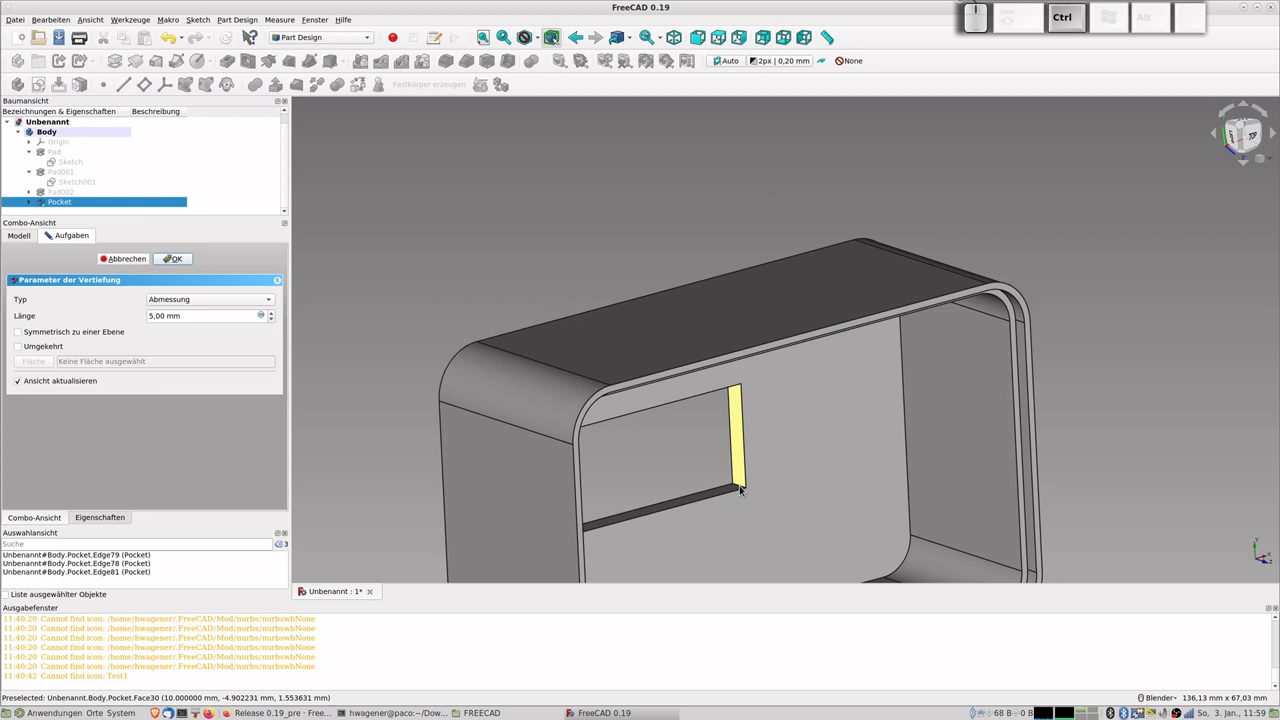 FreeCAD 0.19
Datei Bearbeiten Ansicht Werkzeuge Makro Sketch Part Design Measure Fenster Hilfe
Ctrl
Alt
Part Design
Auto
2px | 0,20 mm
None
Festkörper erzeugen
Baumansicht
Bezeichnungen & Eigenschaften Beschreibung
Unbenannt
Body
Origin
Pad
Sketch
Pad001
Sketch001
Pad002
Pocket
Combo-Ansicht
Modell Aufgaben
Abbrechen OK
Parameter der Vertiefung
Typ Abmessung
Länge 5,00 mm
Symmetrisch zu einer Ebene
Umgekehrt
Fläche Keine Fläche ausgewählt
Ansicht aktualisieren
TOP
Combo-Ansicht Eigenschaften
Auswahlansicht
Suche 3
Unbenannt#Body.Pocket.Edge79 (Pocket)
Unbenannt#Body.Pocket.Edge78 (Pocket)
Unbenannt#Body.Pocket.Edge81 (Pocket)
Liste ausgewählter Objekte
Unbenannt : 1*
Ausgabefenster
11:40:20 Cannot find icon: /home/hwagener/.FreeCAD/Mod/nurbs/nurbswbNone
11:40:20 Cannot find icon: /home/hwagener/.FreeCAD/Mod/nurbs/nurbswbNone
11:40:20 Cannot find icon: /home/hwagener/.FreeCAD/Mod/nurbs/nurbswbNone
11:40:20 Cannot find icon: /home/hwagener/.FreeCAD/Mod/nurbs/nurbswbNone
11:40:20 Cannot find icon: /home/hwagener/.FreeCAD/Mod/nurbs/nurbswbNone
11:40:20 Cannot find icon: /home/hwagener/.FreeCAD/Mod/nurbs/nurbswbNone
11:40:42 Cannot find icon: Test1
Preselected: Unbenannt.Body.Pocket.Face30 (10.000000 mm, -4.902231 mm, 1.553631 mm)
Blender 136,13 mm x 67,03 mm
Anwendungen Orte System
Release 0.19_pre · Free...
hwagener@paco:~/Dow...
FREECAD
FreeCAD 0.19
68 B 0 B
So, 3. Jan., 11:59